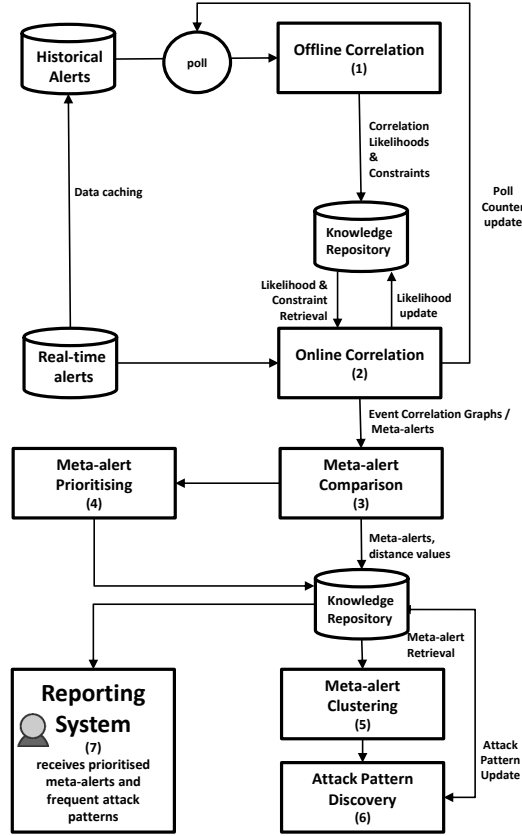 Historical
Alerts
poll
Offline Correlation
(1)
Correlation
Likelihoods
&
Constraints
Data caching
Poll
Counter
update
Knowledge
Repository
Likelihood &
Constraint
Retrieval
Likelihood
update
Real-time
alerts
Online Correlation
(2)
Event Correlation Graphs /
Meta-alerts
Meta-alert
Prioritising
(4)
Meta-alert
Comparison
(3)
Meta-alerts,
distance values
Knowledge
Repository
Meta-alert
Retrieval
Reporting
System
(7)
receives prioritised
meta-alerts and
frequent attack
patterns
Meta-alert
Clustering
(5)
Attack
Pattern
Update
Attack Pattern
Discovery
(6)